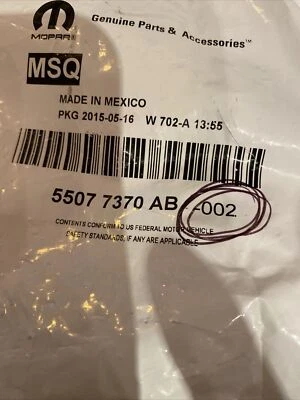 Genuine Parts & Accessories™
MOPAR
MSQ
MADE IN MEXICO
PKG 2015-05-16 W 702-A 13:55
5507 7370 AB -002
CONTENTS CONFORM TO US FEDERAL MOTOR VEHICLE
SAFETY STANDARDS, IF ANY ARE APPLICABLE